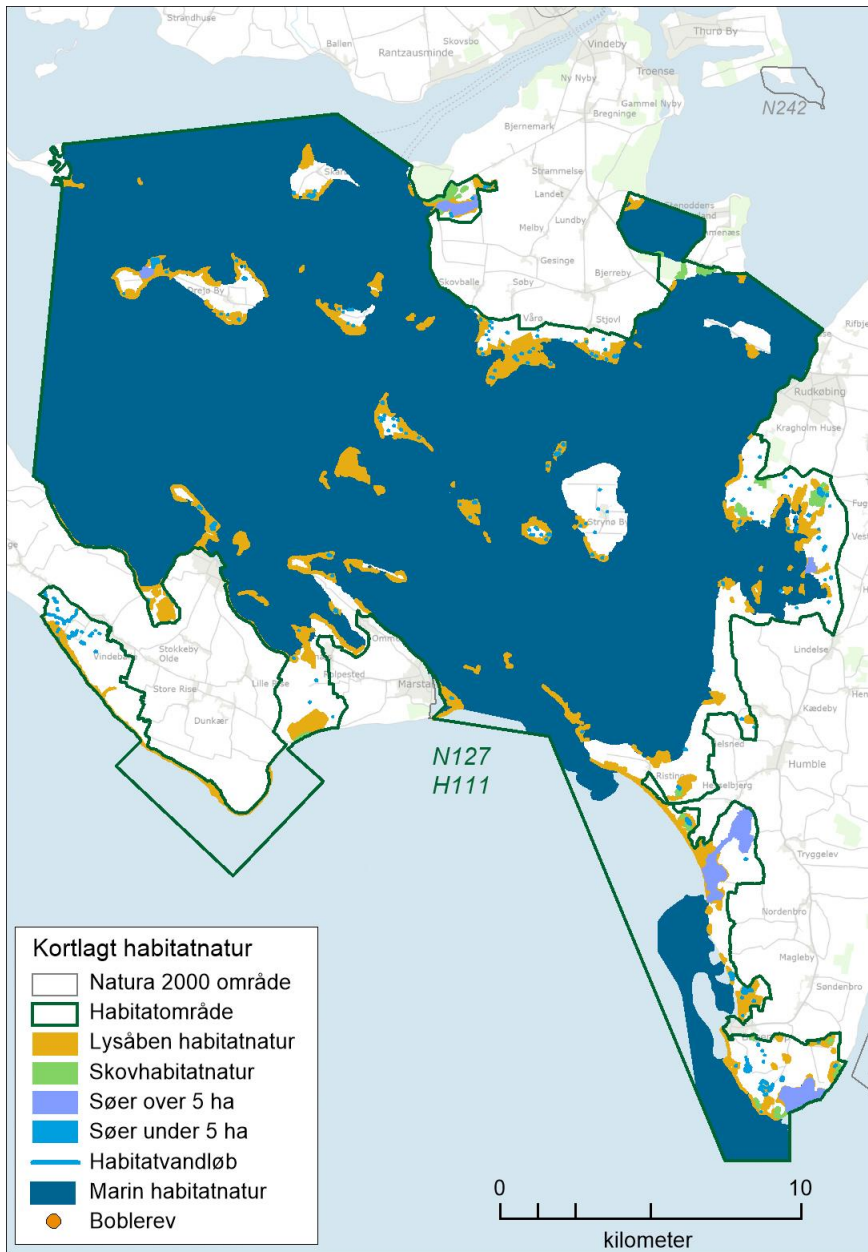 Strandhuse
Ballen
Rantzausminde
Skovsbo
Vindeby
Thurø By
Ny Nyby
Troense
Gammel Nyby
Bregninge
N242
Bjernemark
Strammelse
Landet
Lundby
Melby
Gesinge
Skovballe
Søby
Bjerreby
Drejø By
Vårø
Stjovl
Rudkøbing
Kragholm Huse
Strynø By
Lindelse
Vindeballe
Stokkeby
Olde
Store Rise
Lille Rise
Dunkær
Marstal
Kædeby
Humble
Ristinge
Tryggelev
Nordenbro
Magleby
Søndenbro
N127
H111
Kortlagt habitatnatur
Natura 2000 område
Habitatområde
Lysåben habitatnatur
Skovhabitatnatur
Søer over 5 ha
Søer under 5 ha
Habitatvandløb
Marin habitatnatur
Boblerev
0 10
kilometer